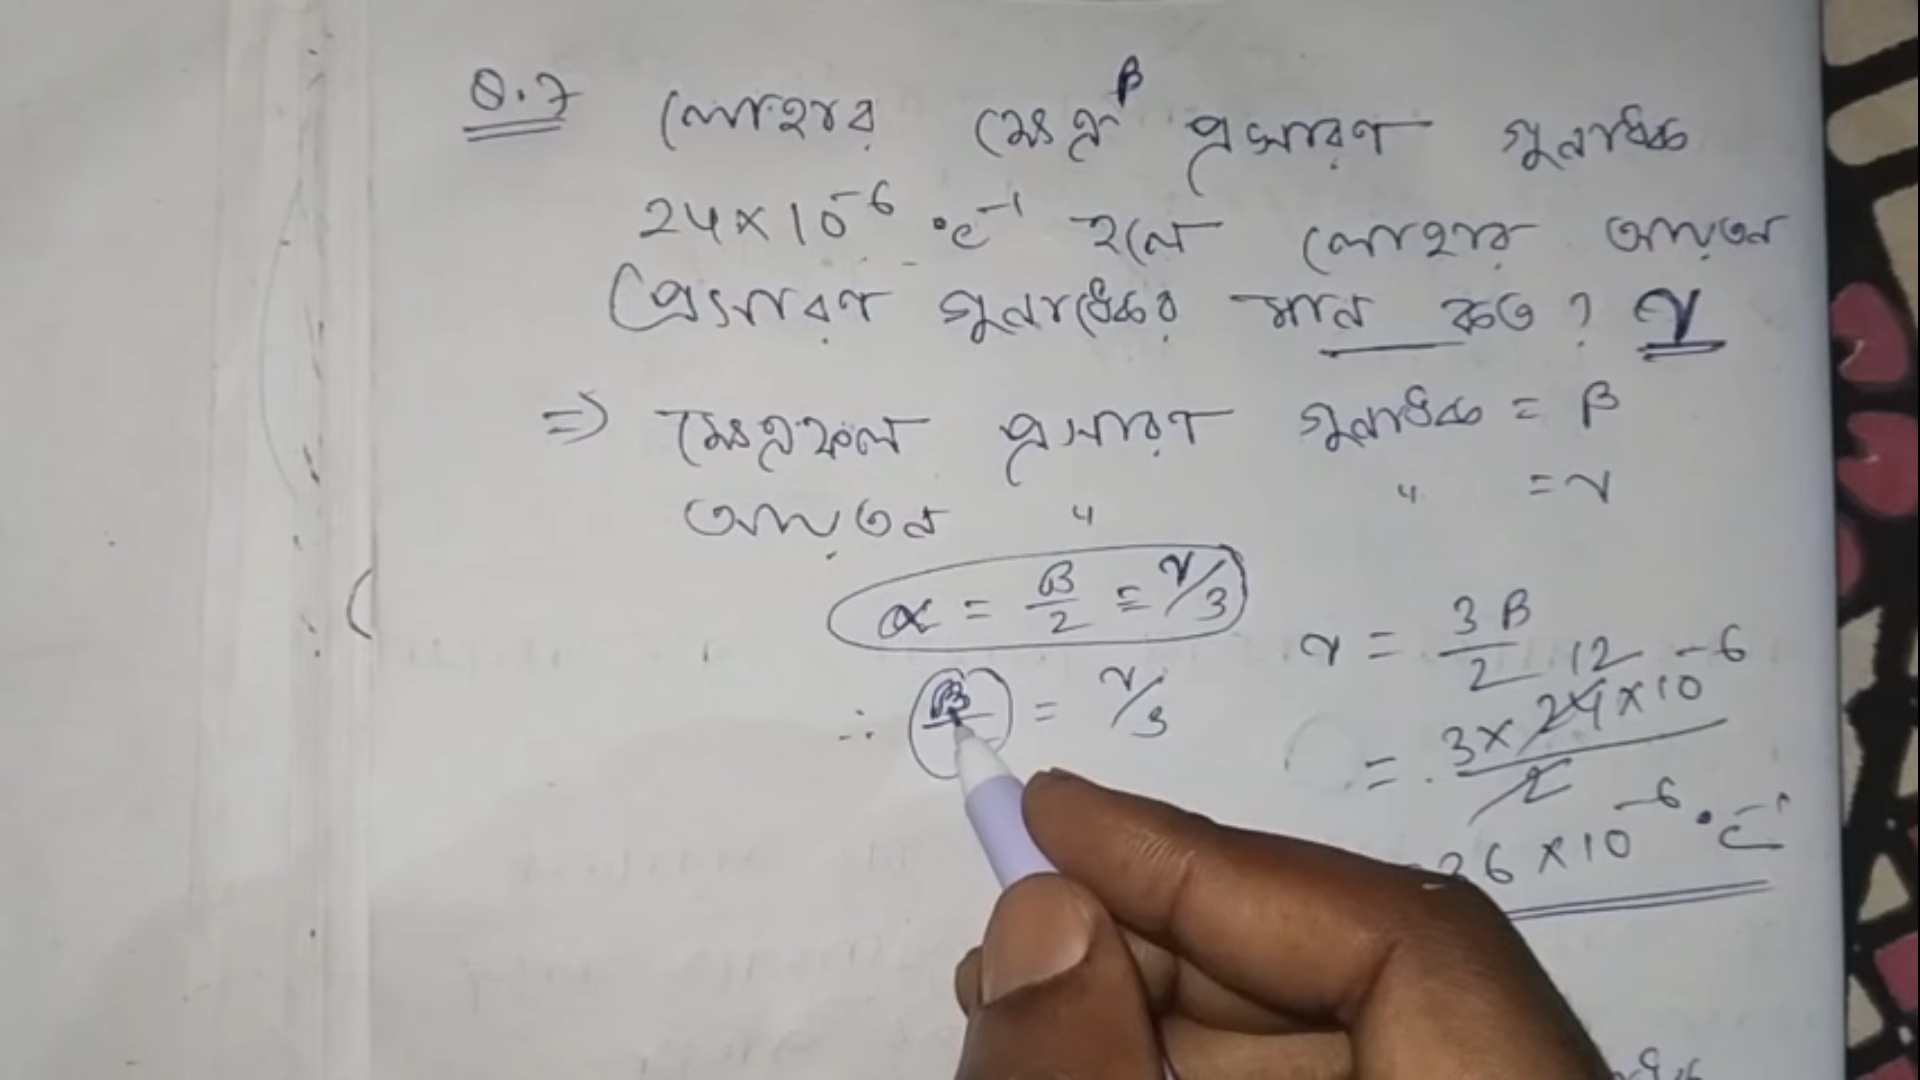 Q.7 লোহার ক্ষেত্র β প্রসারণ গুনাঙ্ক
24×10⁻⁶ °C⁻¹ হলে লোহার আয়তন
প্রসারণ গুনাঙ্কের মান কত? γ
⇒ ক্ষেত্রফল প্রসারণ গুনাঙ্ক = β
আয়তন " " = γ
α = β/2 = γ/3
∴ β = γ/3
γ = 3β/2
= 3×24×10⁻⁶/2 12
36×10⁻⁶ °C⁻¹